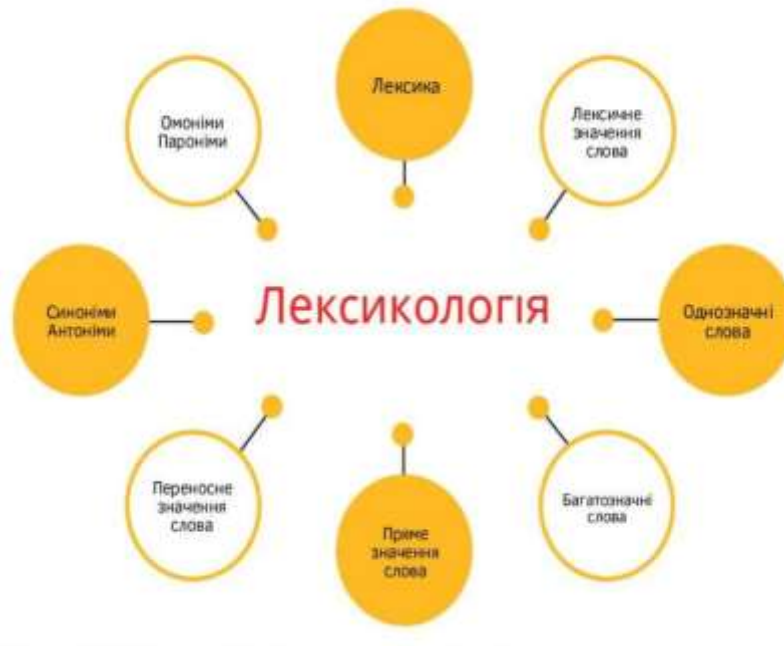 Лексика
Омоніми
Пароніми
Лексичне
значення
слова
Синоніми
Антоніми
Лексикологія
Однозначні
слова
Переносне
значення
слова
Пряме
значення
слова
Багатозначні
слова